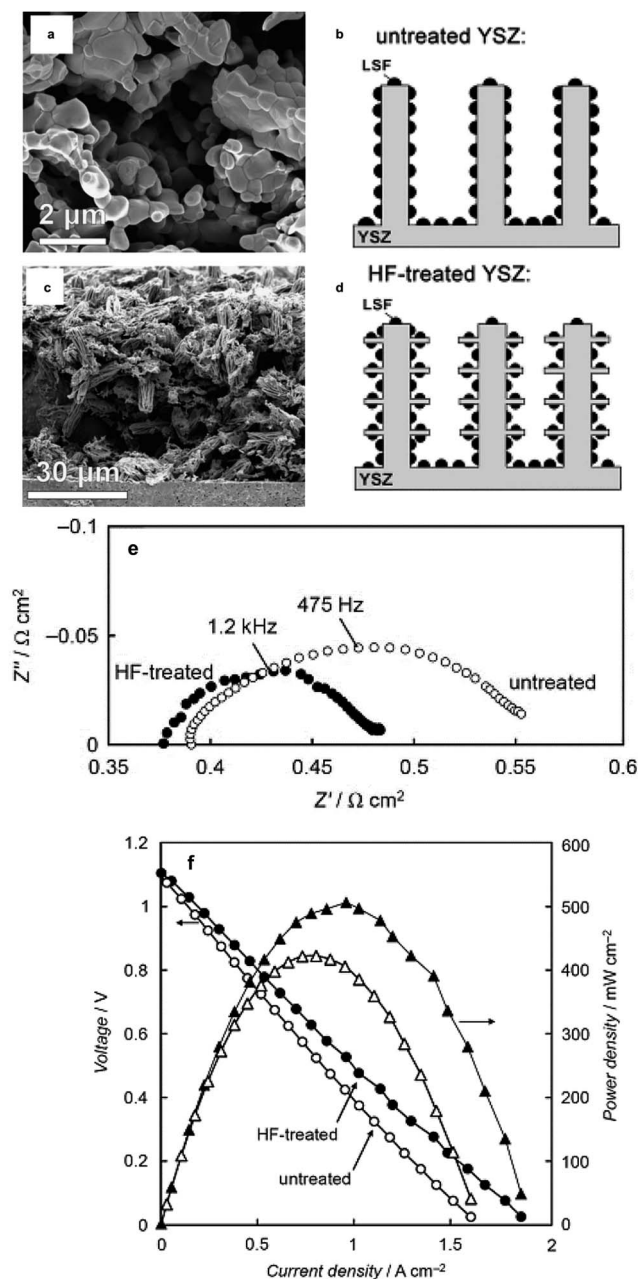 a
2 µm
b
untreated YSZ:
LSF
YSZ
c
30 µm
HF-treated YSZ:
d
LSF
YSZ
e
−0.1
−0.05
0
Z'' / Ω cm²
475 Hz
1.2 kHz
HF-treated
untreated
0.35
0.4
0.45
0.5
0.55
0.6
Z' / Ω cm²
f
1.2
1
0.8
0.6
0.4
0.2
0
Voltage / V
600
500
400
300
200
100
0
Power density / mW cm⁻²
HF-treated
untreated
0
0.5
1
1.5
2
Current density / A cm⁻²